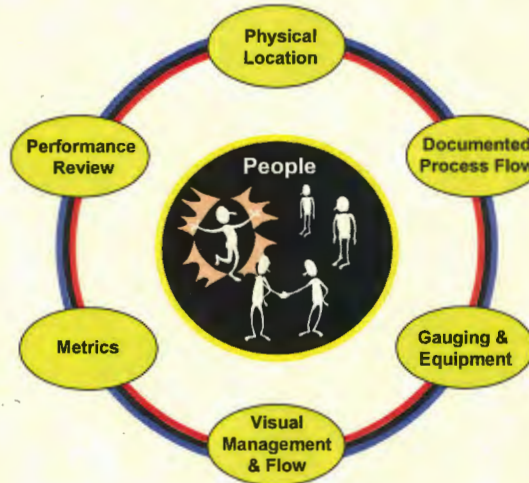 Physical
Location
Performance
Review
Documented
Process Flow
People
Metrics
Gauging &
Equipment
Visual
Management
& Flow